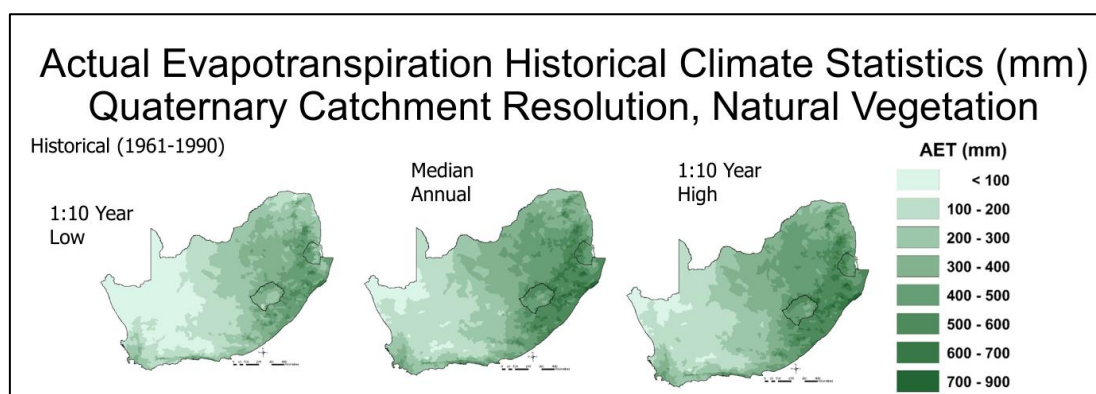 Actual Evapotranspiration Historical Climate Statistics (mm)
Quaternary Catchment Resolution, Natural Vegetation
Historical (1961-1990)
1:10 Year
Low
Median
Annual
1:10 Year
High
AET (mm)
< 100
100 - 200
200 - 300
300 - 400
400 - 500
500 - 600
600 - 700
700 - 900